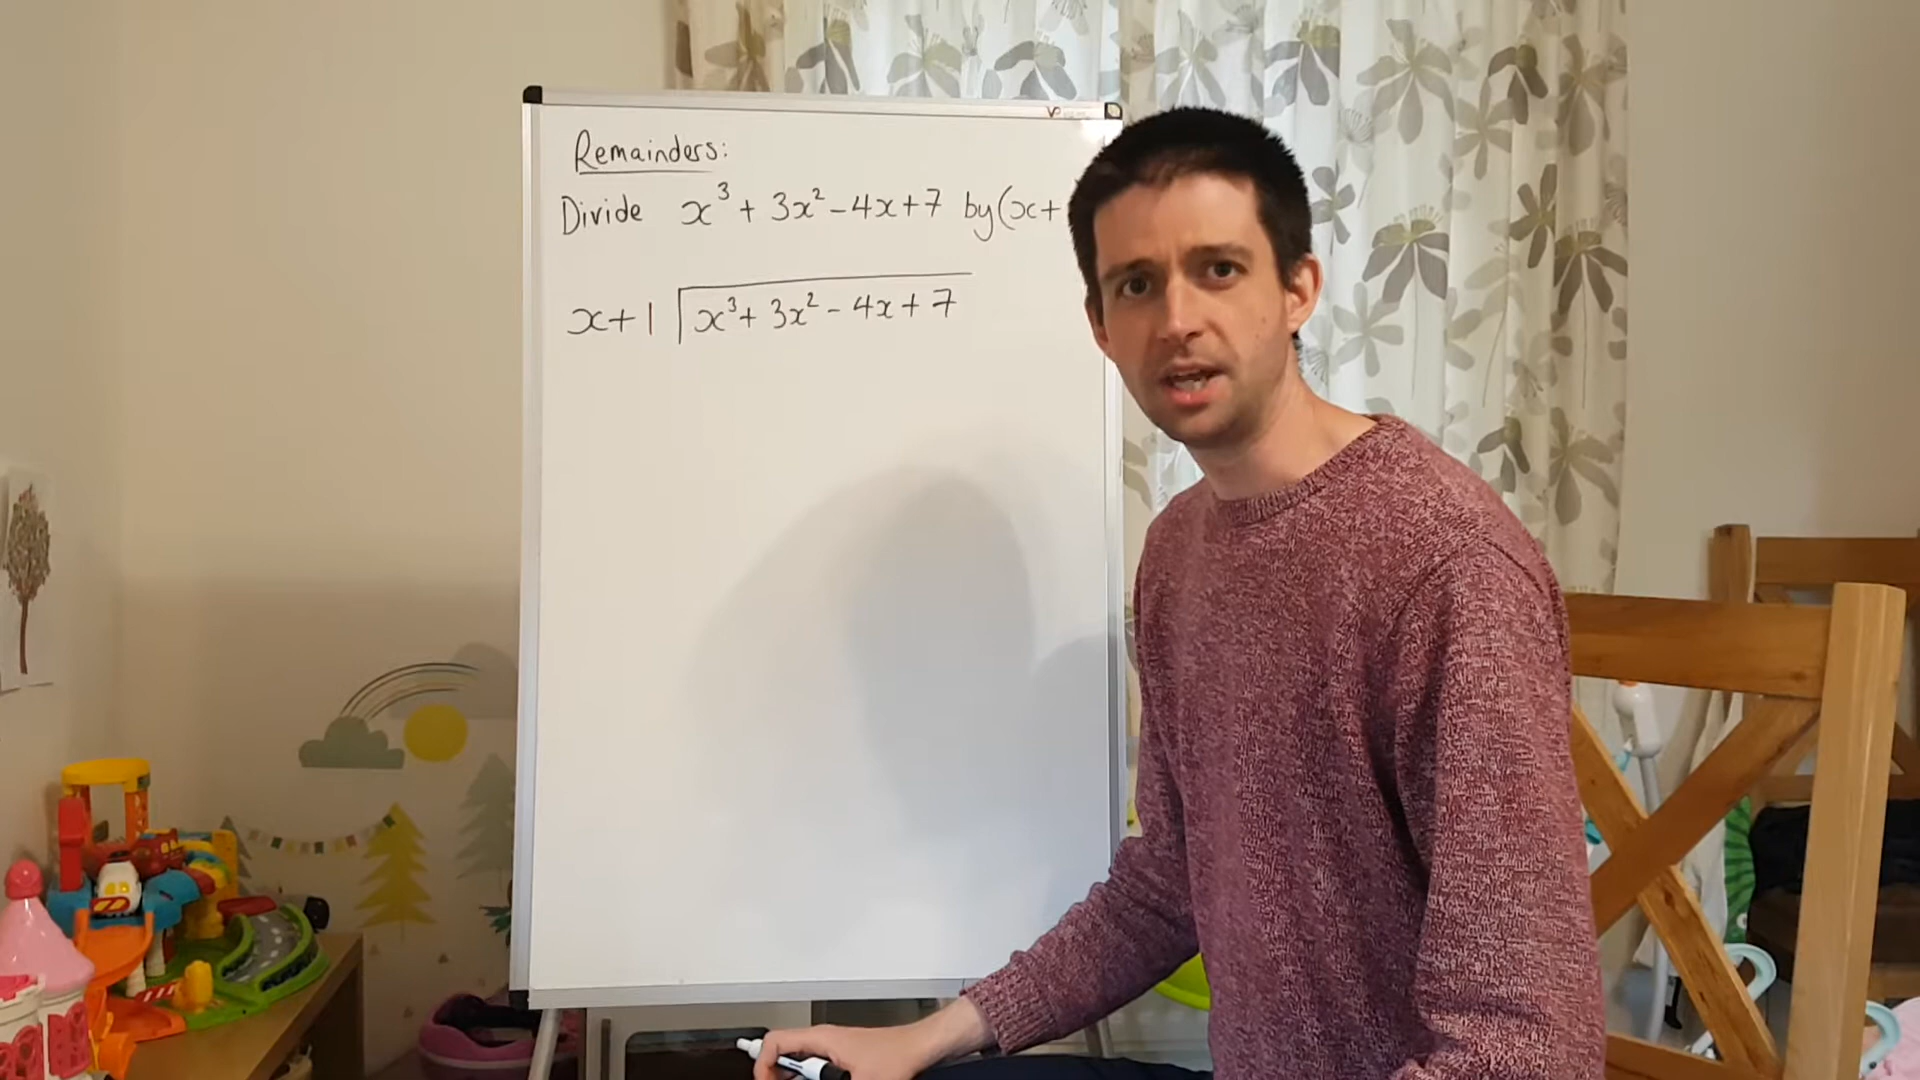 Remainders:
Divide x³ + 3x² - 4x + 7 by (x+
x+1 x³ + 3x² - 4x + 7